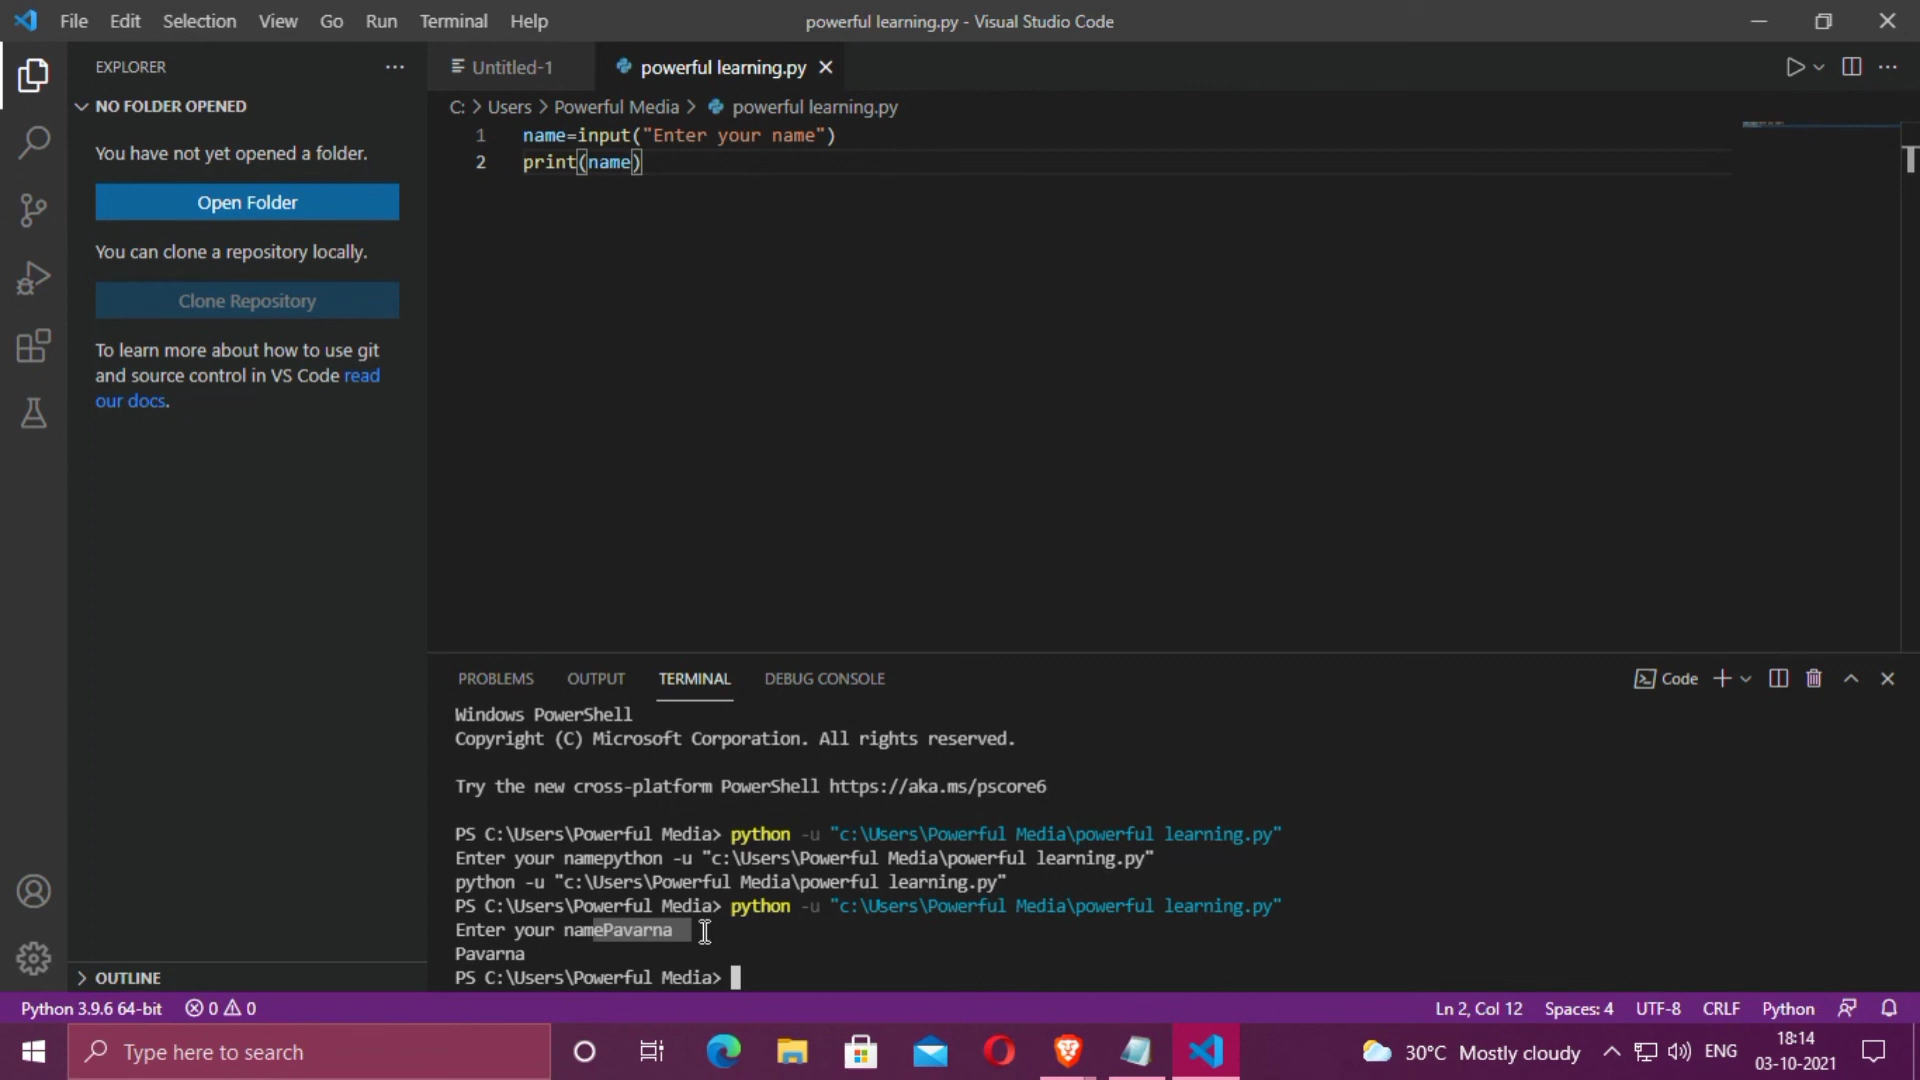 File Edit Selection View Go Run Terminal Help
powerful learning.py - Visual Studio Code
EXPLORER
NO FOLDER OPENED
You have not yet opened a folder.
Open Folder
You can clone a repository locally.
Clone Repository
To learn more about how to use git
and source control in VS Code read
our docs.
OUTLINE
Untitled-1 powerful learning.py
C: > Users > Powerful Media > powerful learning.py
1 name=input("Enter your name")
2 print(name)
PROBLEMS OUTPUT TERMINAL DEBUG CONSOLE
Code
Windows PowerShell
Copyright (C) Microsoft Corporation. All rights reserved.
Try the new cross-platform PowerShell https://aka.ms/pscore6
PS C:\Users\Powerful Media> python -u "c:\Users\Powerful Media\powerful learning.py"
Enter your namepython -u "c:\Users\Powerful Media\powerful learning.py"
python -u "c:\Users\Powerful Media\powerful learning.py"
PS C:\Users\Powerful Media> python -u "c:\Users\Powerful Media\powerful learning.py"
Enter your namePavarna
Pavarna
PS C:\Users\Powerful Media>
Python 3.9.6 64-bit 0 0
Ln 2, Col 12 Spaces: 4 UTF-8 CRLF Python
Type here to search
30°C Mostly cloudy ENG
18:14
03-10-2021